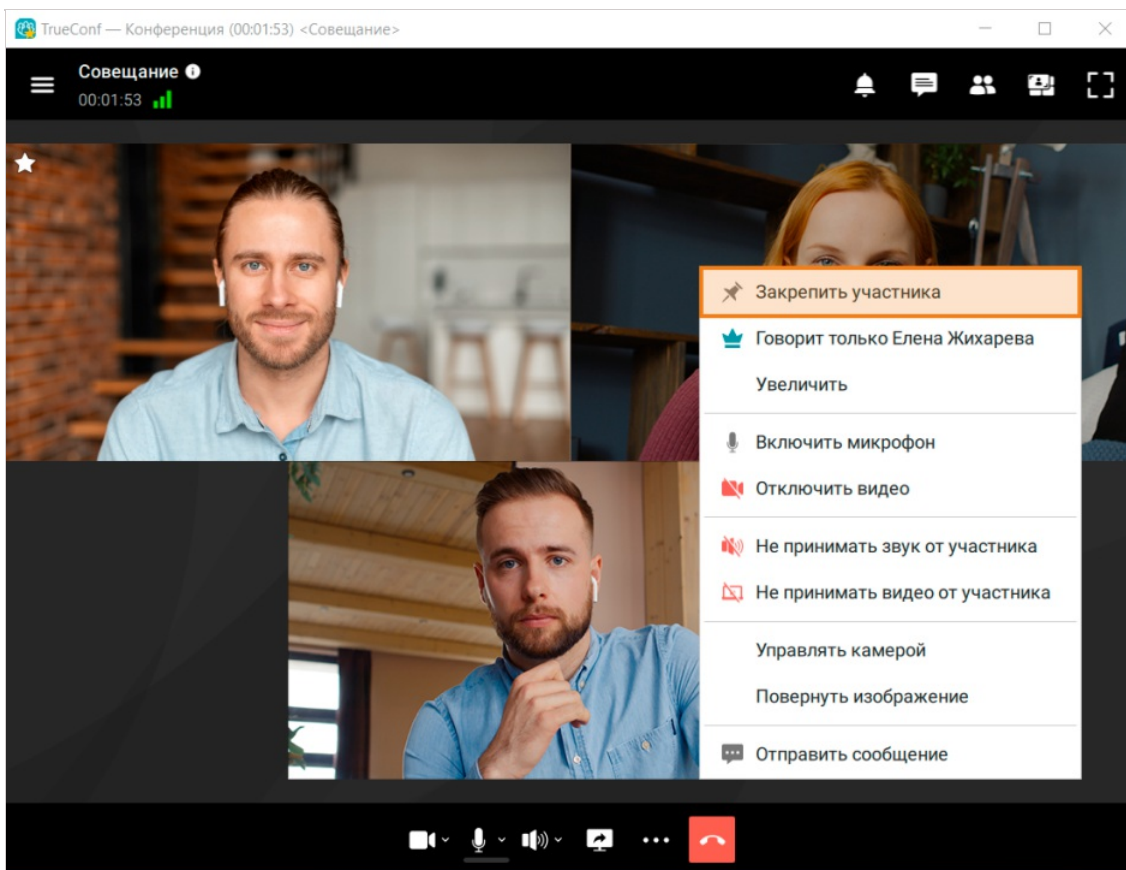 TrueConf — Конференция (00:01:53) <Совещание>
Совещание
00:01:53
Закрепить участника
Говорит только Елена Жихарева
Увеличить
Включить микрофон
Отключить видео
Не принимать звук от участника
Не принимать видео от участника
Управлять камерой
Повернуть изображение
Отправить сообщение